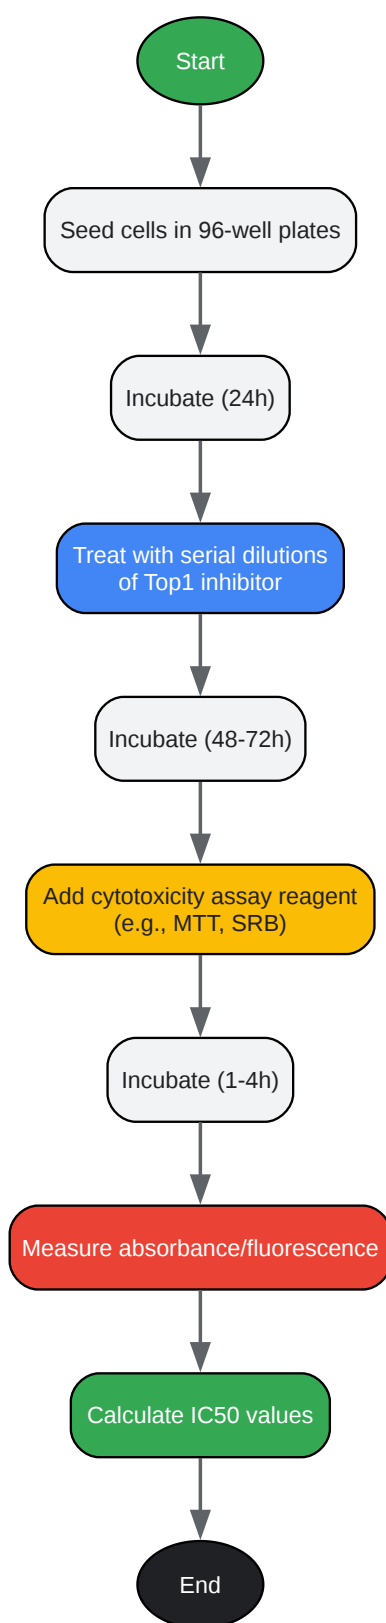 Start
Seed cells in 96-well plates
Incubate (24h)
Treat with serial dilutions
of Top1 inhibitor
Incubate (48-72h)
Add cytotoxicity assay reagent
(e.g., MTT, SRB)
Incubate (1-4h)
Measure absorbance/fluorescence
Calculate IC50 values
End